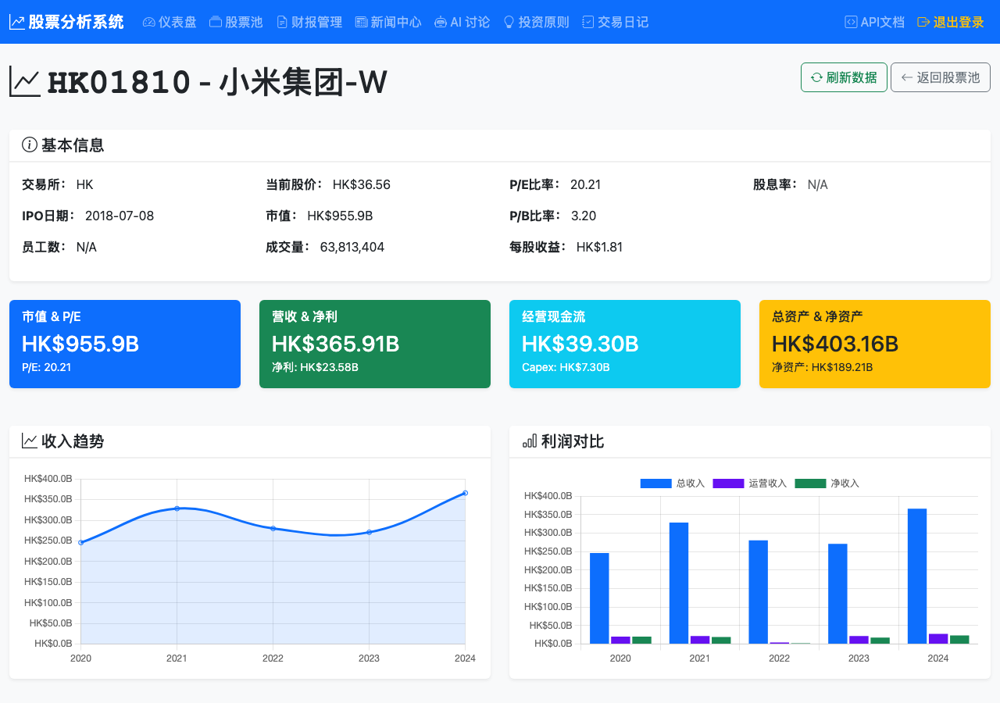 股票分析系统 仪表盘 股票池 财报管理 新闻中心 AI 讨论 投资原则 交易日记 API文档 退出登录
HK01810 - 小米集团-W
刷新数据 返回股票池
基本信息
交易所: HK 当前股价: HK$36.56 P/E比率: 20.21 股息率: N/A
IPO日期: 2018-07-08 市值: HK$955.9B P/B比率: 3.20
员工数: N/A 成交量: 63,813,404 每股收益: HK$1.81
市值 & P/E
HK$955.9B
P/E: 20.21
营收 & 净利
HK$365.91B
净利: HK$23.58B
经营现金流
HK$39.30B
Capex: HK$7.30B
总资产 & 净资产
HK$403.16B
净资产: HK$189.21B
收入趋势
HK$400.0B
HK$350.0B
HK$300.0B
HK$250.0B
HK$200.0B
HK$150.0B
HK$100.0B
HK$50.0B
HK$0.0B
2020 2021 2022 2023 2024
利润对比
总收入 运营收入 净收入
HK$400.0B
HK$350.0B
HK$300.0B
HK$250.0B
HK$200.0B
HK$150.0B
HK$100.0B
HK$50.0B
HK$0.0B
2020 2021 2022 2023 2024